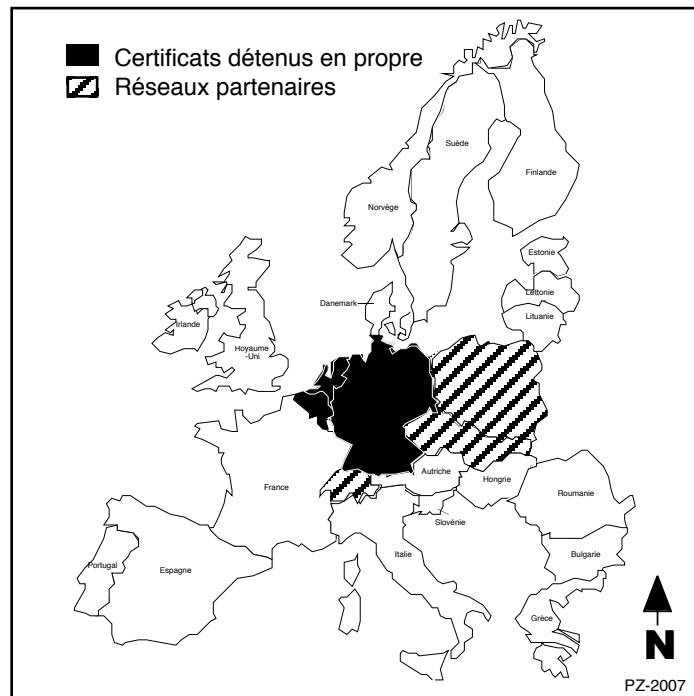 Certificats détenus en propre
Réseaux partenaires
Suède
Finlande
Norvège
Estonie
Lettonie
Lituanie
Danemark
Irlande
Royaume
-Uni
France
Autriche
Hongrie
Roumanie
Slovénie
Italie
Bulgarie
Portugal
Espagne
Grèce
N
PZ-2007